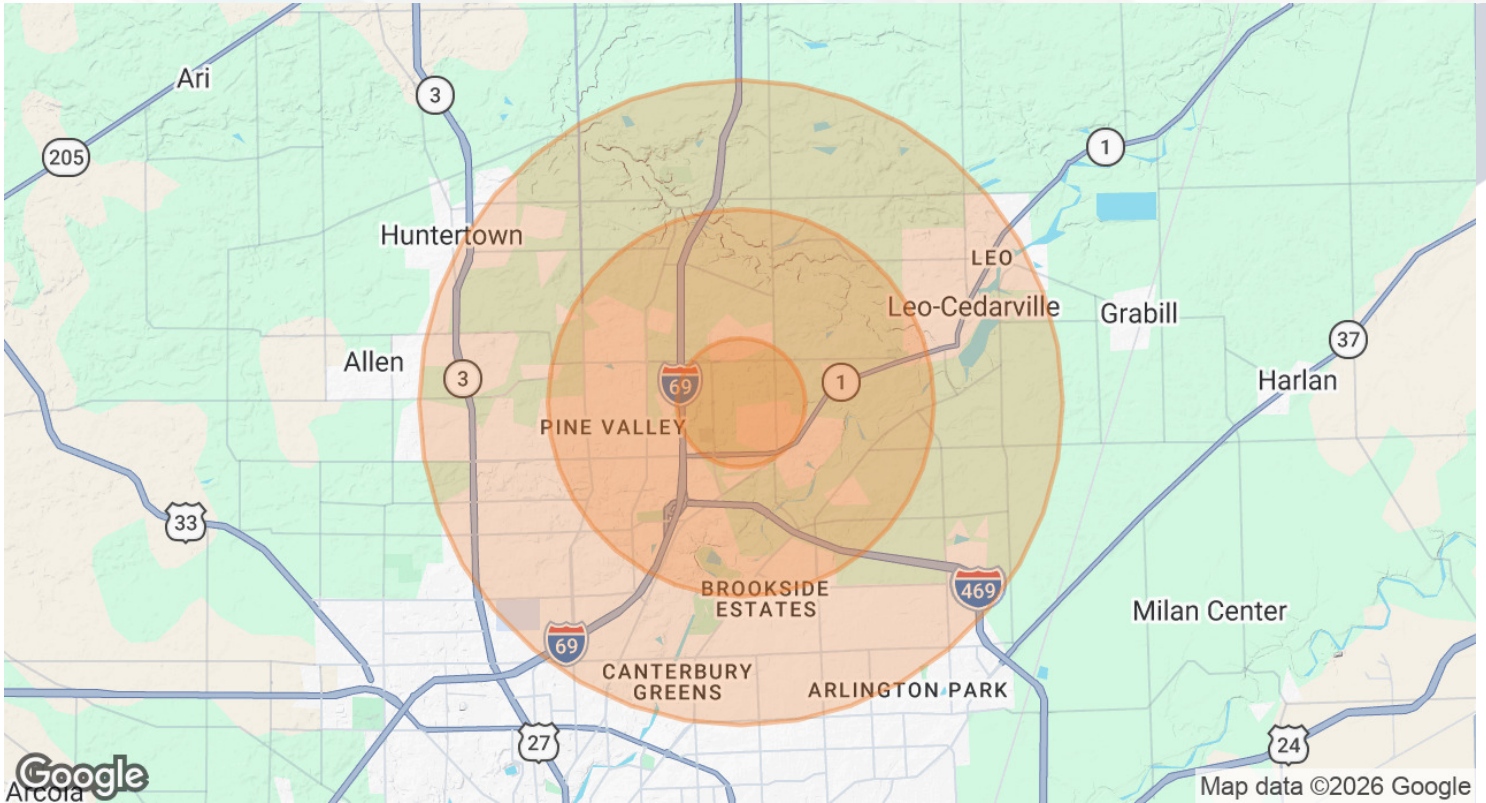 Ari
3
205
1
Huntertown
LEO
Leo-Cedarville
Grabill
37
Allen
3
69
1
Harlan
PINE VALLEY
33
BROOKSIDE
ESTATES
469
Milan Center
69
CANTERBURY
GREENS
ARLINGTON PARK
27
24
Google
Arcola
Map data ©2026 Google